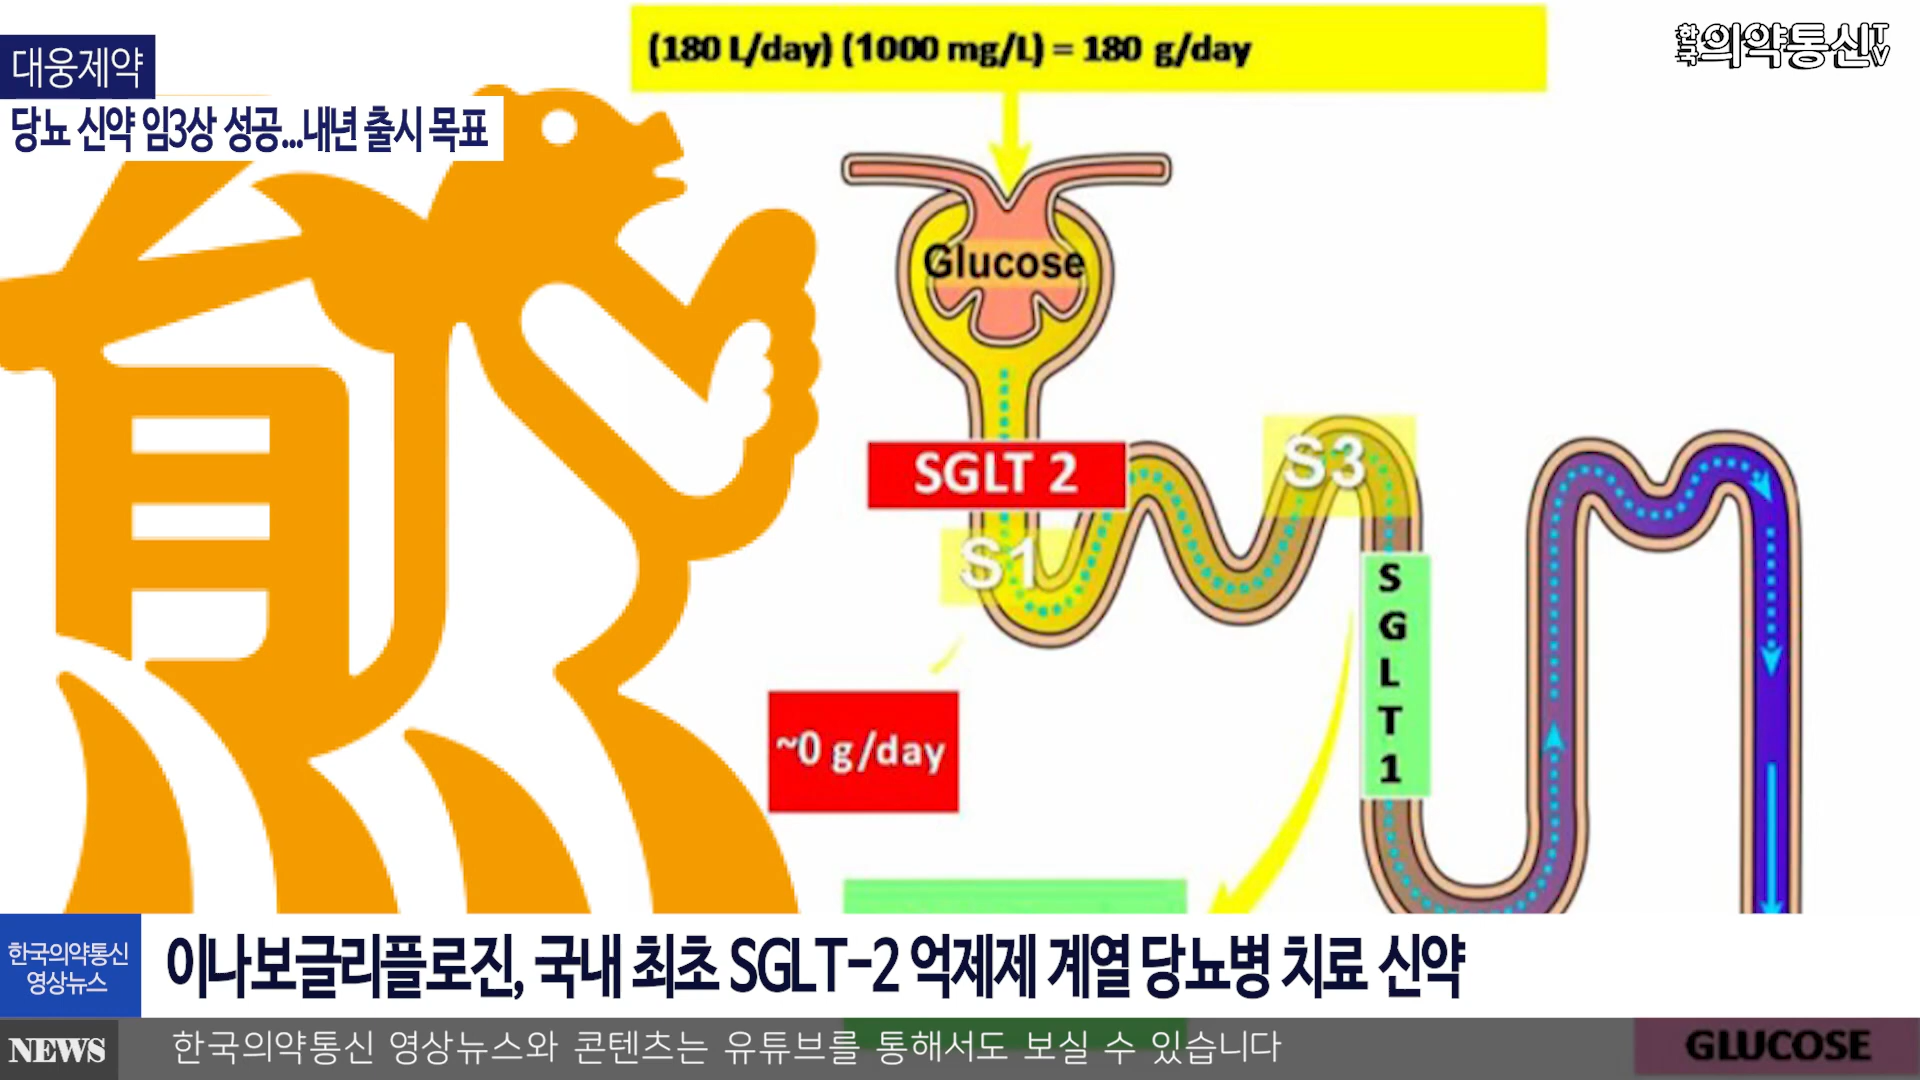 대웅제약
당뇨 신약 임3상 성공...내년 출시 목표
(180 L/day) (1000 mg/L) = 180 g/day
한국의약통신TV
Glucose
SGLT 2
S1
S3
SGLT1
~0 g/day
한국의약통신
영상뉴스
이나보글리플로진, 국내 최초 SGLT-2 억제제 계열 당뇨병 치료 신약
NEWS
한국의약통신 영상뉴스와 콘텐츠는 유튜브를 통해서도 보실 수 있습니다
GLUCOSE